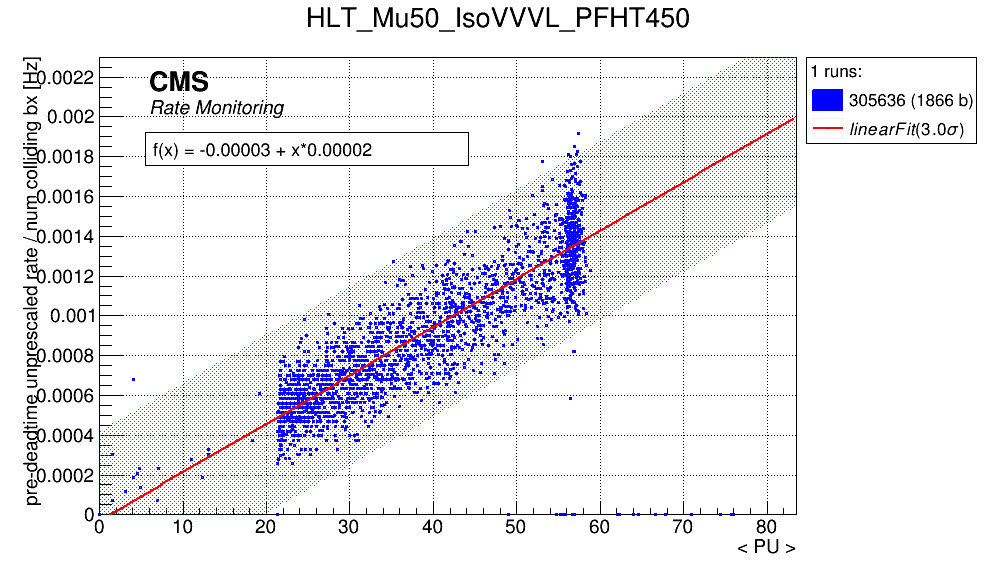 HLT_Mu50_IsoVVVL_PFHT450
pre-deadtime unprescaled rate / num colliding bx [Hz]
0.0022
0.002
0.0018
0.0016
0.0014
0.0012
0.001
0.0008
0.0006
0.0004
0.0002
0
CMS
Rate Monitoring
f(x) = -0.00003 + x*0.00002
0 10 20 30 40 50 60 70 80
< PU >
1 runs:
305636 (1866 b)
linearFit(3.0σ)